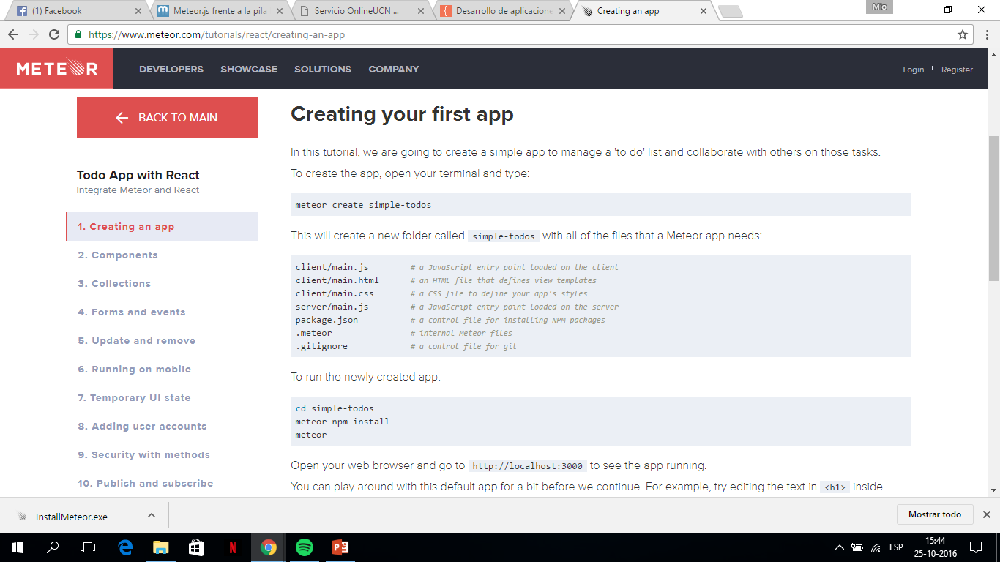 (1) Facebook
Meteor.js frente a la pila
Servicio OnlineUCN ...
Desarrollo de aplicacione
Creating an app
Mio
https://www.meteor.com/tutorials/react/creating-an-app
METEOR
DEVELOPERS
SHOWCASE
SOLUTIONS
COMPANY
Login
Register
BACK TO MAIN
Todo App with React
Integrate Meteor and React
1. Creating an app
2. Components
3. Collections
4. Forms and events
5. Update and remove
6. Running on mobile
7. Temporary UI state
8. Adding user accounts
9. Security with methods
10. Publish and subscribe
Creating your first app
In this tutorial, we are going to create a simple app to manage a 'to do' list and collaborate with others on those tasks.
To create the app, open your terminal and type:
meteor create simple-todos
This will create a new folder called simple-todos with all of the files that a Meteor app needs:
client/main.js # a JavaScript entry point loaded on the client
client/main.html # an HTML file that defines view templates
client/main.css # a CSS file to define your app's styles
server/main.js # a JavaScript entry point loaded on the server
package.json # a control file for installing NPM packages
.meteor # internal Meteor files
.gitignore # a control file for git
To run the newly created app:
cd simple-todos
meteor npm install
meteor
Open your web browser and go to http://localhost:3000 to see the app running.
You can play around with this default app for a bit before we continue. For example, try editing the text in <h1> inside
InstallMeteor.exe
Mostrar todo
ESP
15:44
25-10-2016